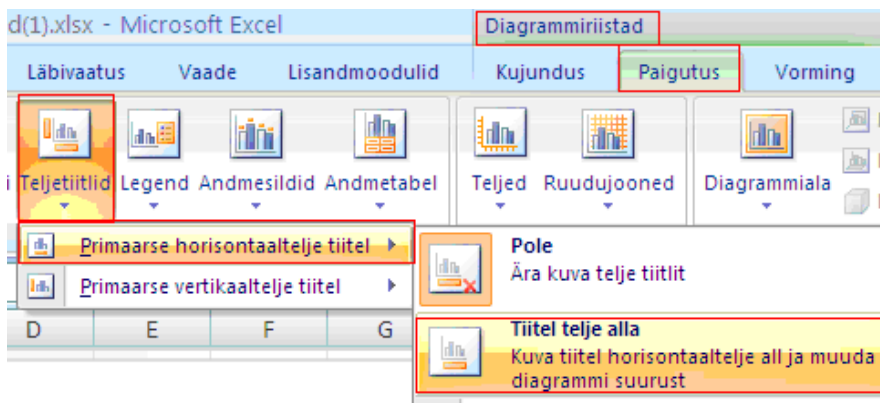 d(1).xlsx - Microsoft Excel
Diagrammiriistad
Läbivaatus Vaade Lisandmoodulid Kujundus Paigutus Vorming
Teljetiitlid Legend Andmesildid Andmetabel Teljed Ruudujooned Diagrammiala
Primaarse horisontaaltelje tiitel
Primaarse vertikaaltelje tiitel
Pole
Ära kuva telje tiitlit
Tiitel telje alla
Kuva tiitel horisontaaltelje all ja muuda
diagrammi suurust
D E F G